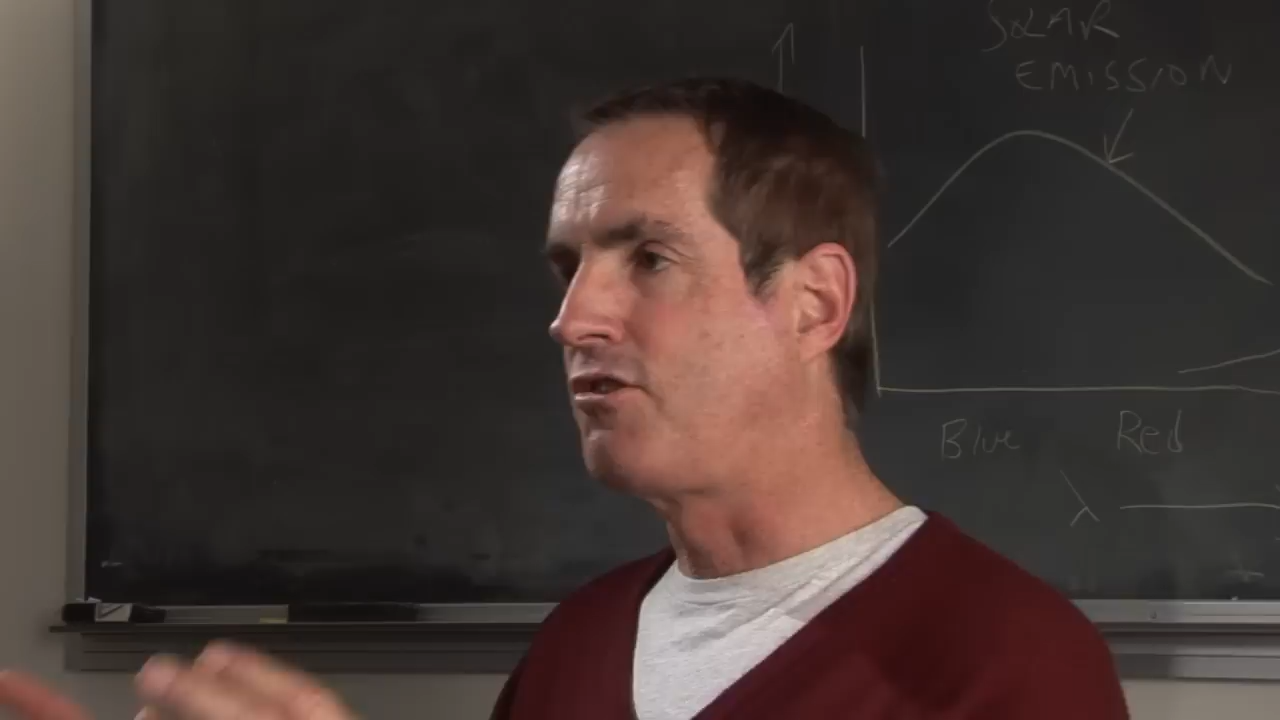 SOLAR
EMISSION
Blue
Red
λ